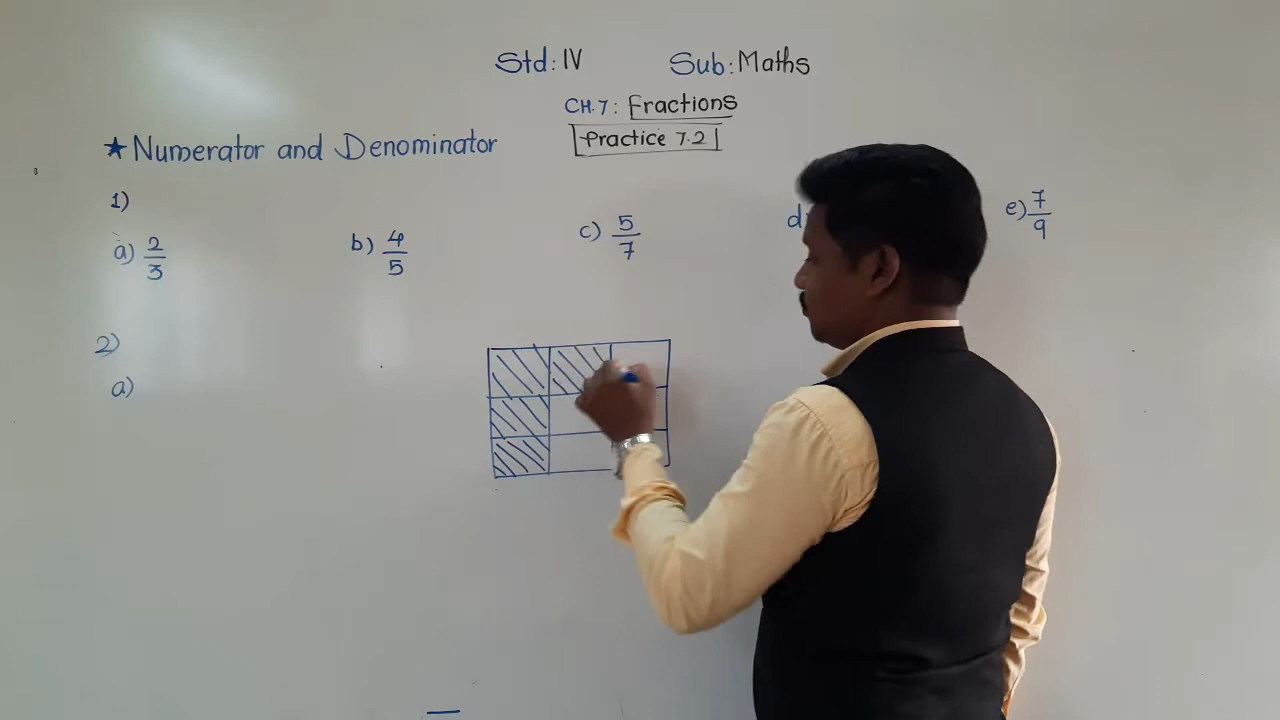 Std: IV Sub: Maths
CH.7: Fractions
Practice 7.2
★ Numerator and Denominator
1)
a) 2/3 b) 4/5 c) 5/7 d) e) 7/9
2)
a)